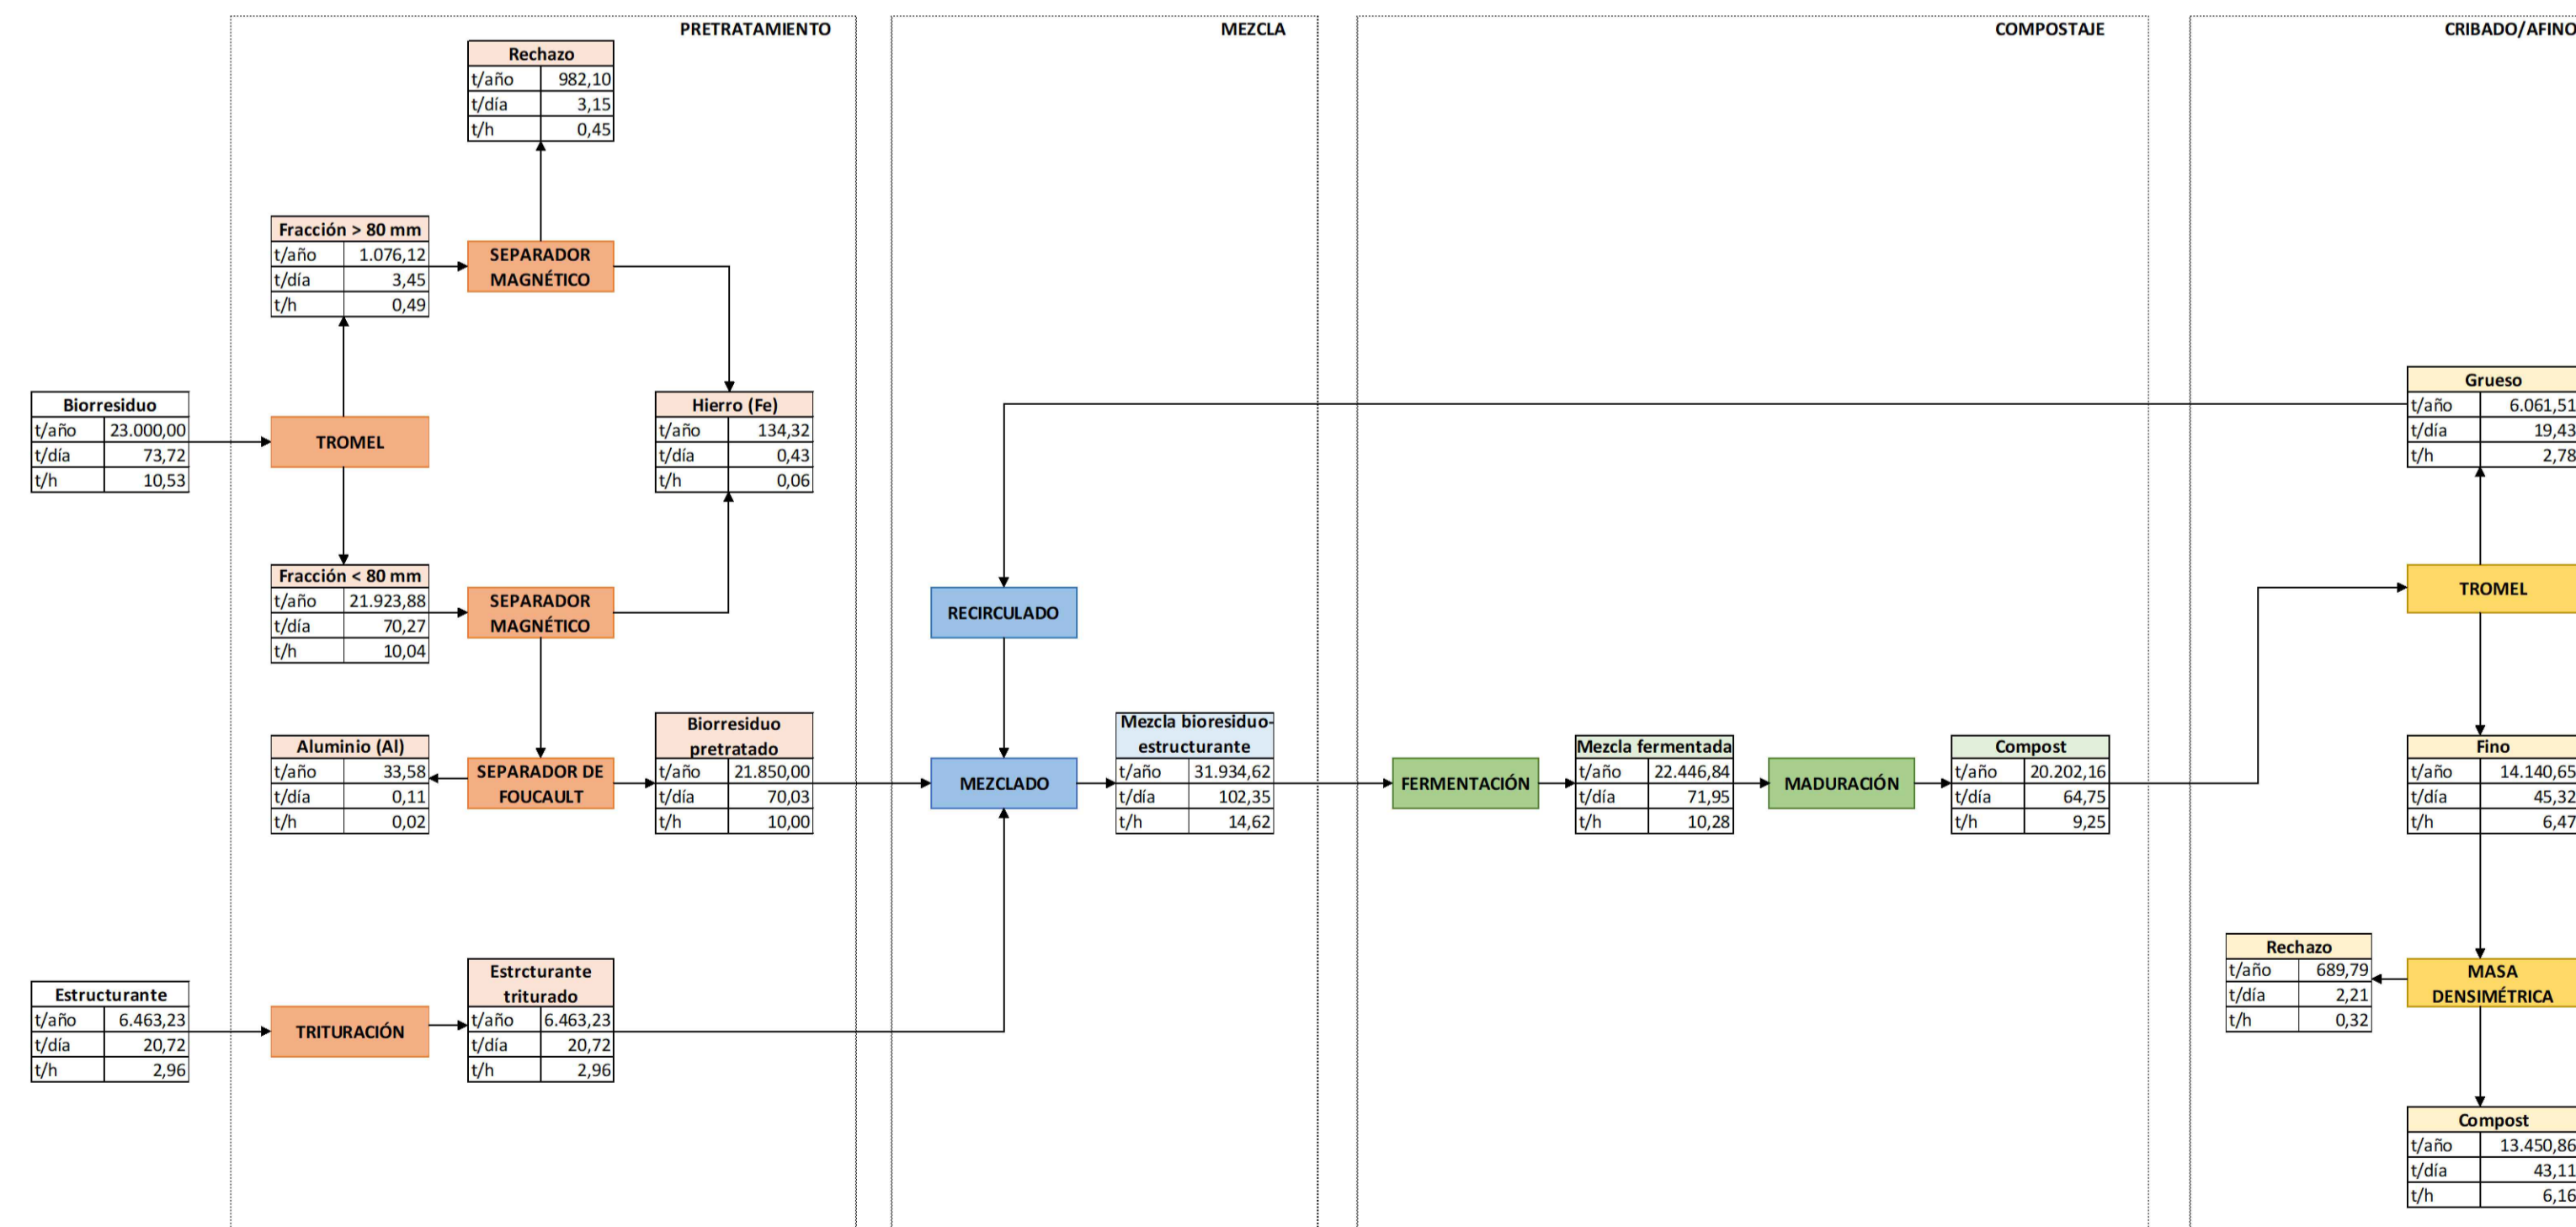 PRETRATAMIENTO
Rechazo
t/año 982,10
t/día 3,15
t/h 0,45
Fracción > 80 mm
t/año 1.076,12
t/día 3,45
t/h 0,49
SEPARADOR
MAGNÉTICO
Biorresiduo
t/año 23.000,00
t/día 73,72
t/h 10,53
TROMEL
Hierro (Fe)
t/año 134,32
t/día 0,43
t/h 0,06
Fracción < 80 mm
t/año 21.923,88
t/día 70,27
t/h 10,04
SEPARADOR
MAGNÉTICO
Aluminio (Al)
t/año 33,58
t/día 0,11
t/h 0,02
SEPARADOR DE
FOUCAULT
Biorresiduo
pretratado
t/año 21.850,00
t/día 70,03
t/h 10,00
Estructurante
t/año 6.463,23
t/día 20,72
t/h 2,96
TRITURACIÓN
Estrcturante
triturado
t/año 6.463,23
t/día 20,72
t/h 2,96
MEZCLA
RECIRCULADO
MEZCLADO
Mezcla bioresiduo-
estructurante
t/año 31.934,62
t/día 102,35
t/h 14,62
COMPOSTAJE
FERMENTACIÓN
Mezcla fermentada
t/año 22.446,84
t/día 71,95
t/h 10,28
MADURACIÓN
Compost
t/año 20.202,16
t/día 64,75
t/h 9,25
CRIBADO/AFINO
Grueso
t/año 6.061,51
t/día 19,43
t/h 2,78
TROMEL
Fino
t/año 14.140,65
t/día 45,32
t/h 6,47
Rechazo
t/año 689,79
t/día 2,21
t/h 0,32
MASA
DENSIMÉTRICA
Compost
t/año 13.450,86
t/día 43,11
t/h 6,16